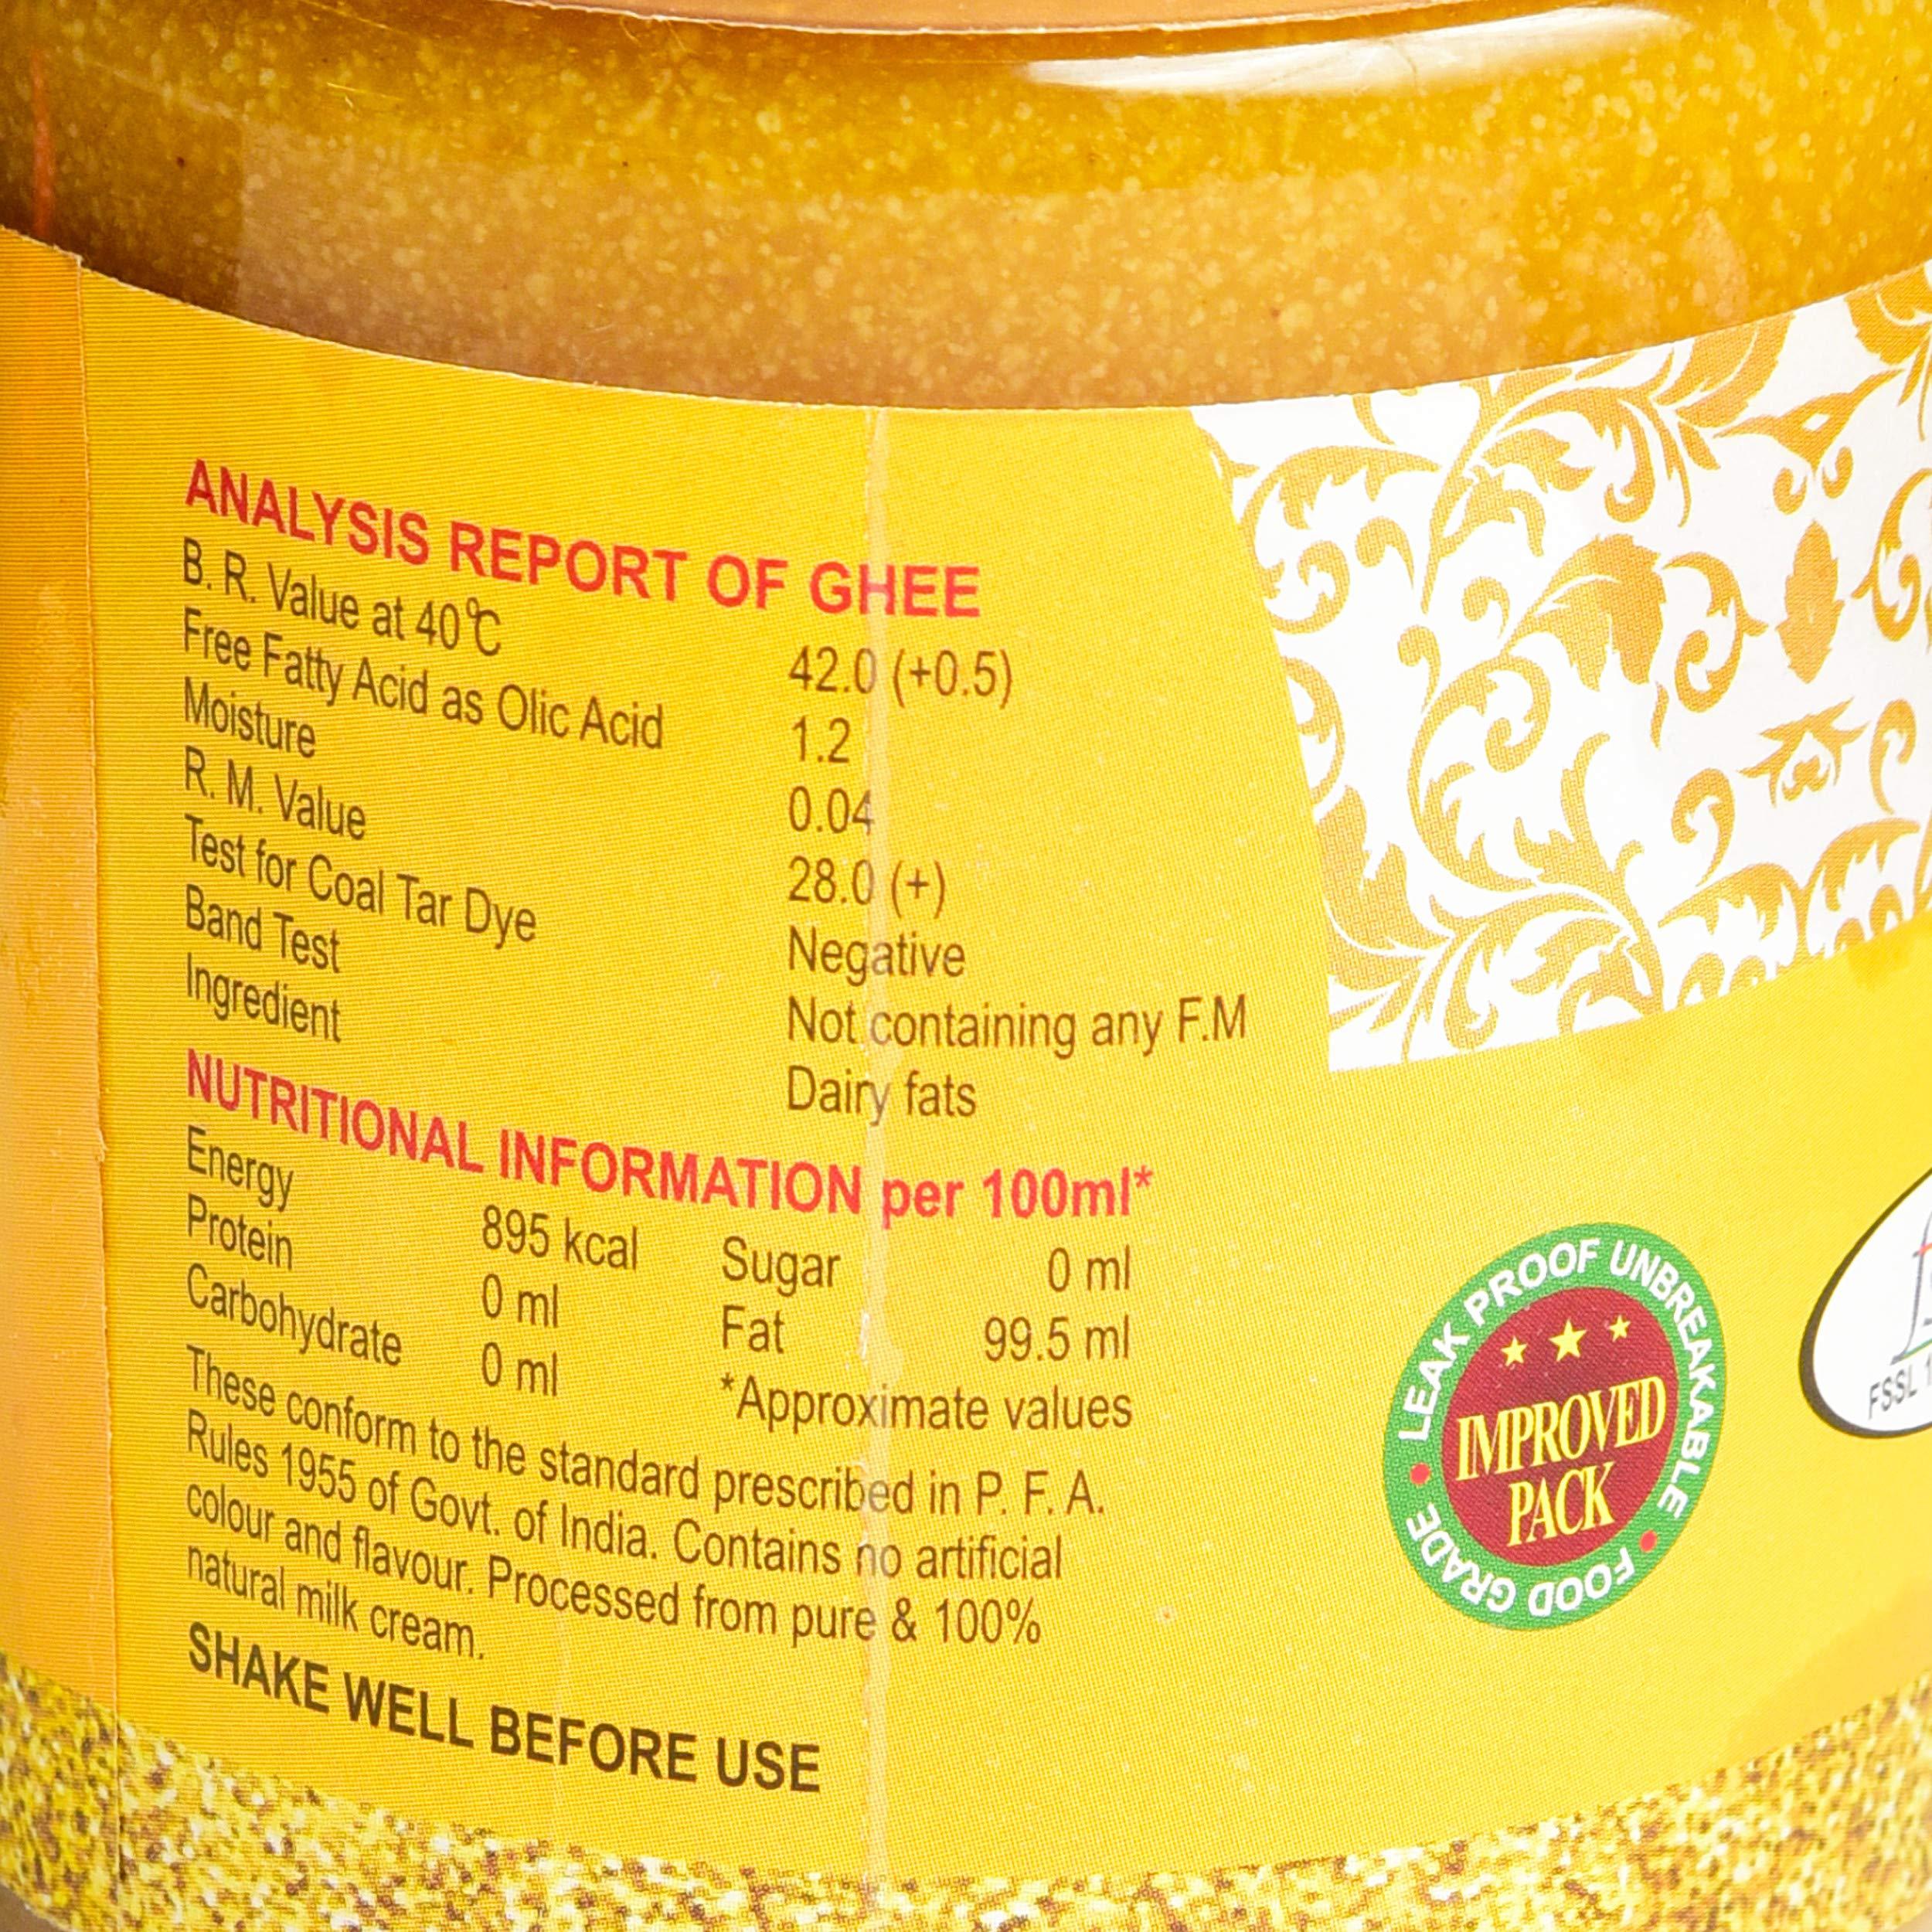 ANALYSIS REPORT OF GHEE
B. R. Value at 40℃ 42.0 (+0.5)
Free Fatty Acid as Olic Acid 1.2
Moisture 0.04
R. M. Value 28.0 (+)
Test for Coal Tar Dye Negative
Band Test Not containing any F.M
Ingredient Dairy fats
NUTRITIONAL INFORMATION per 100ml*
Energy 895 kcal Sugar 0 ml
Protein 0 ml Fat 99.5 ml
Carbohydrate 0 ml *Approximate values
These conform to the standard prescribed in P. F. A.
Rules 1955 of Govt. of India. Contains no artificial
colour and flavour. Processed from pure & 100%
natural milk cream.
SHAKE WELL BEFORE USE
LEAK PROOF UNBREAKABLE
IMPROVED
PACK
FOOD GRADE
FSSL